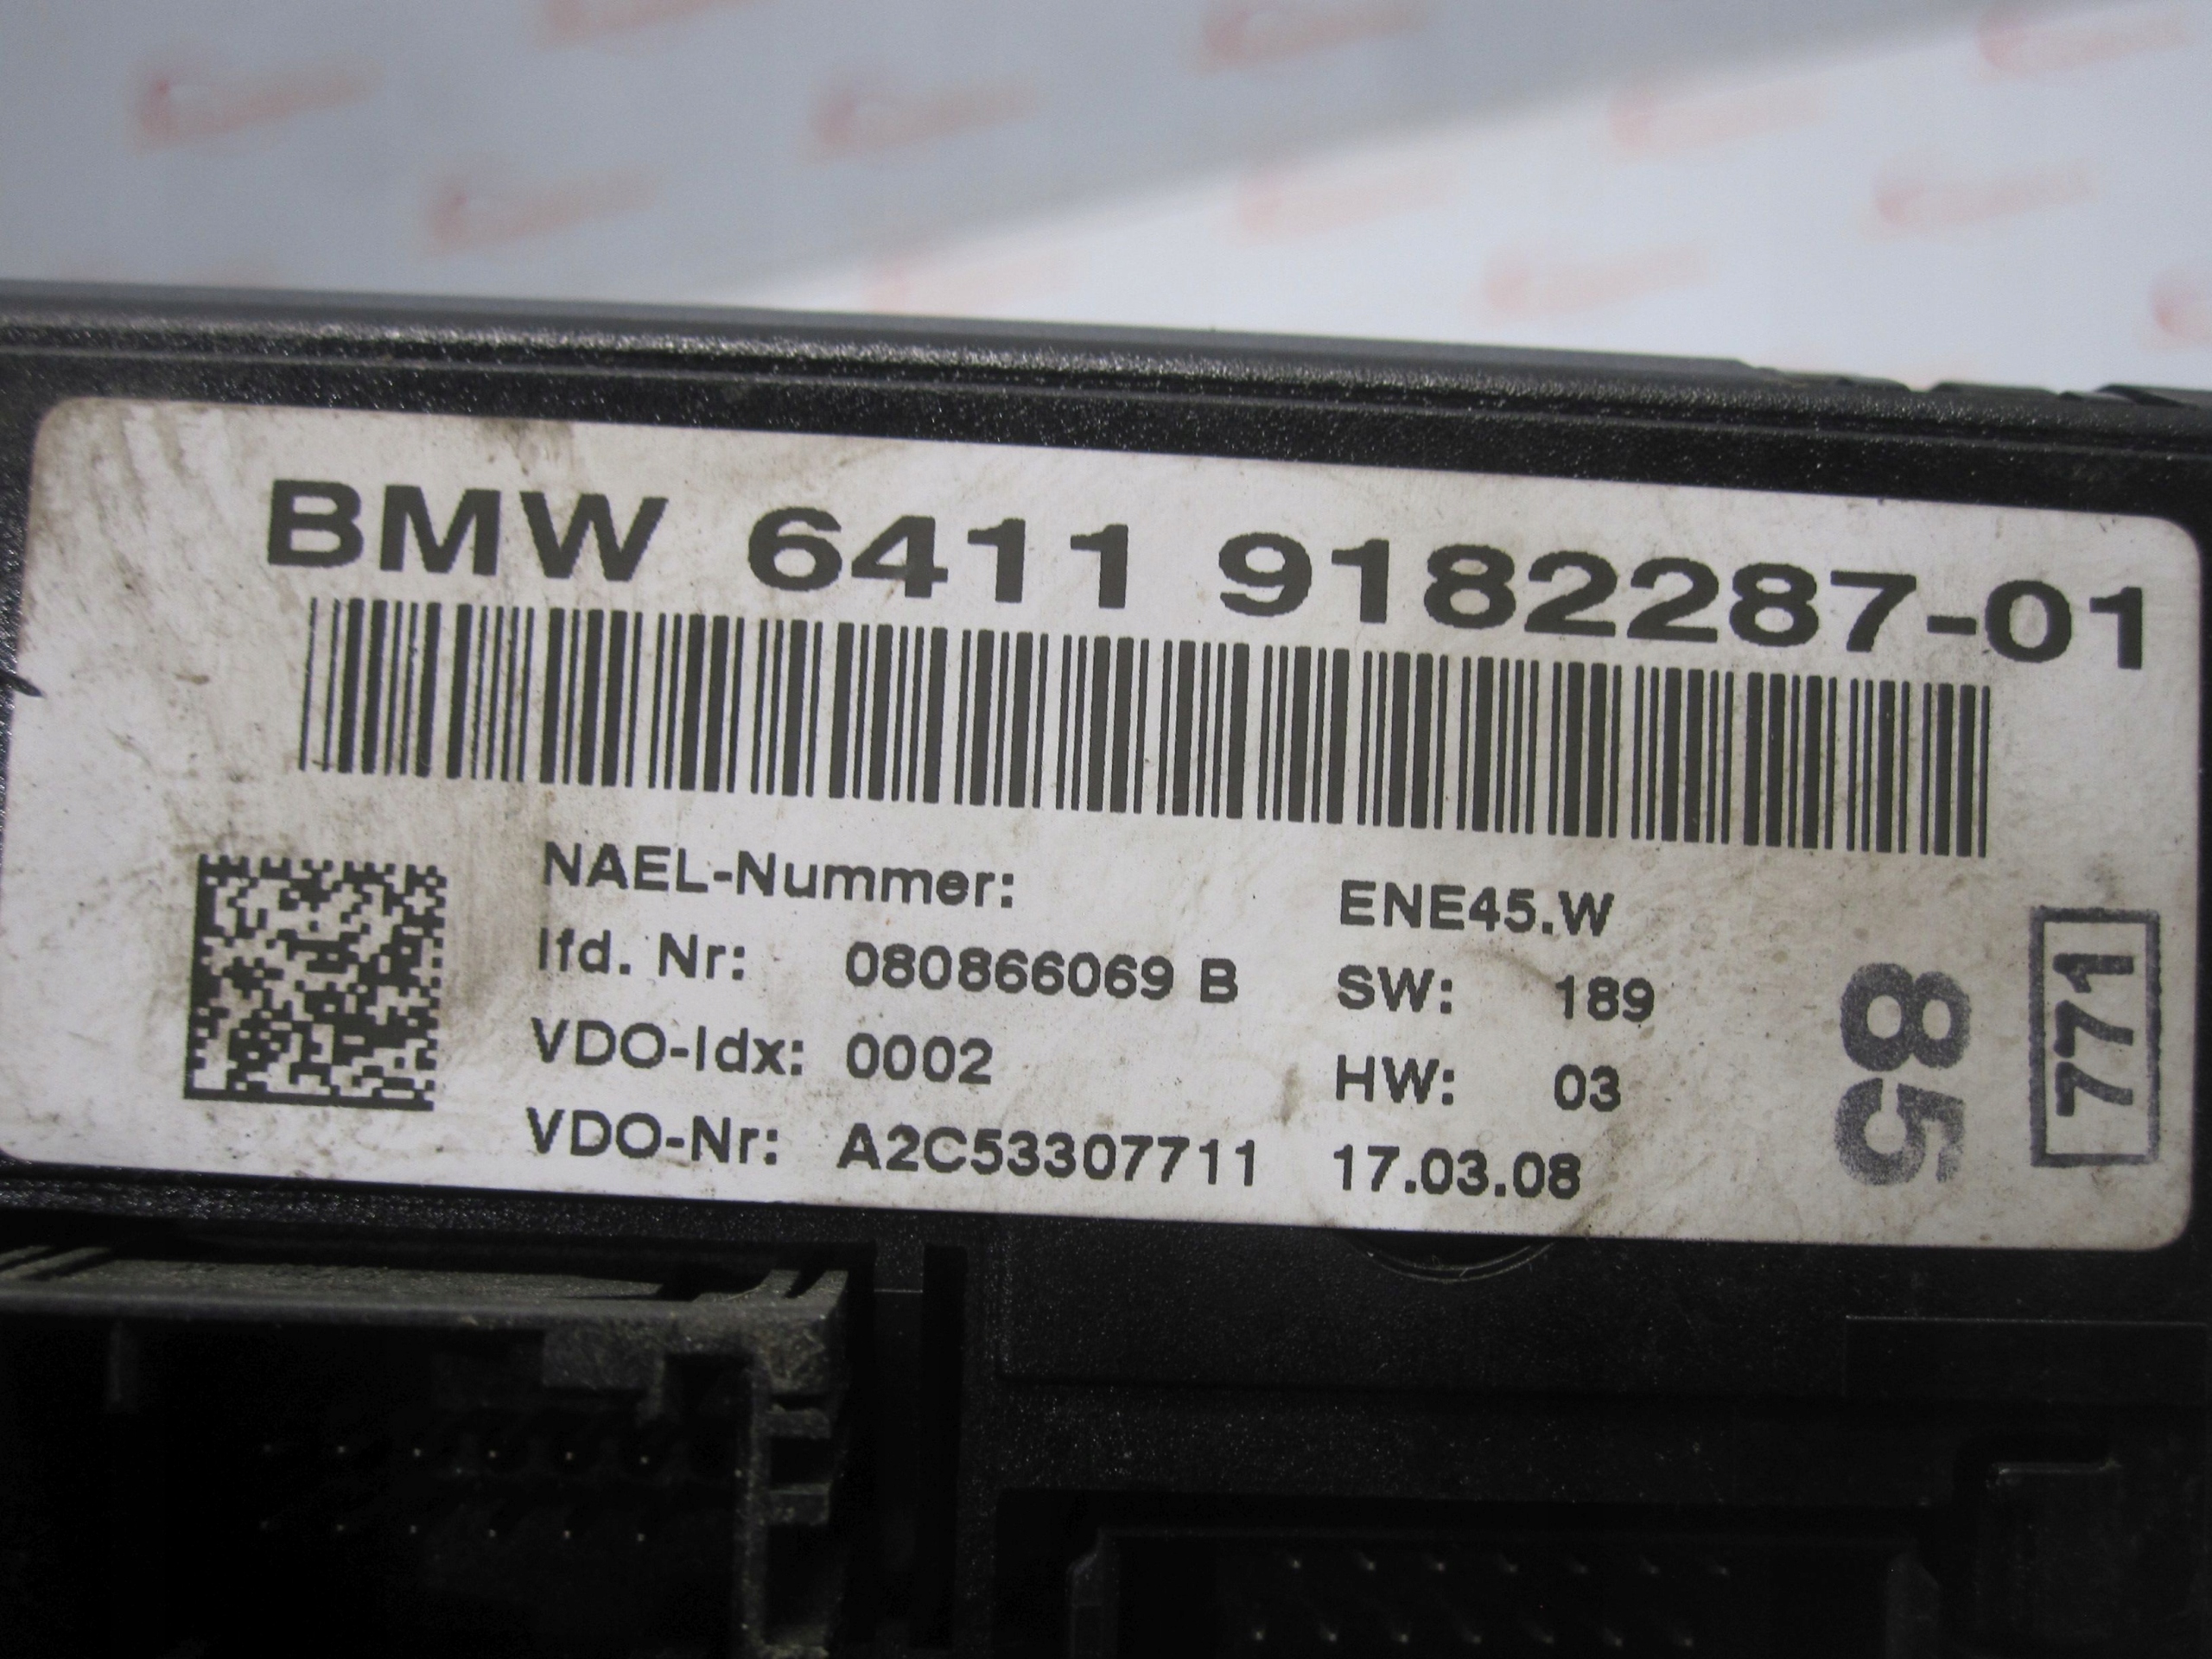 BMW 6411 9182287-01
NAEL-Nummer: ENE45.W
lfd. Nr: 080866069 B SW: 189
VDO-Idx: 0002 HW: 03
VDO-Nr: A2C53307711 17.03.08
85
771